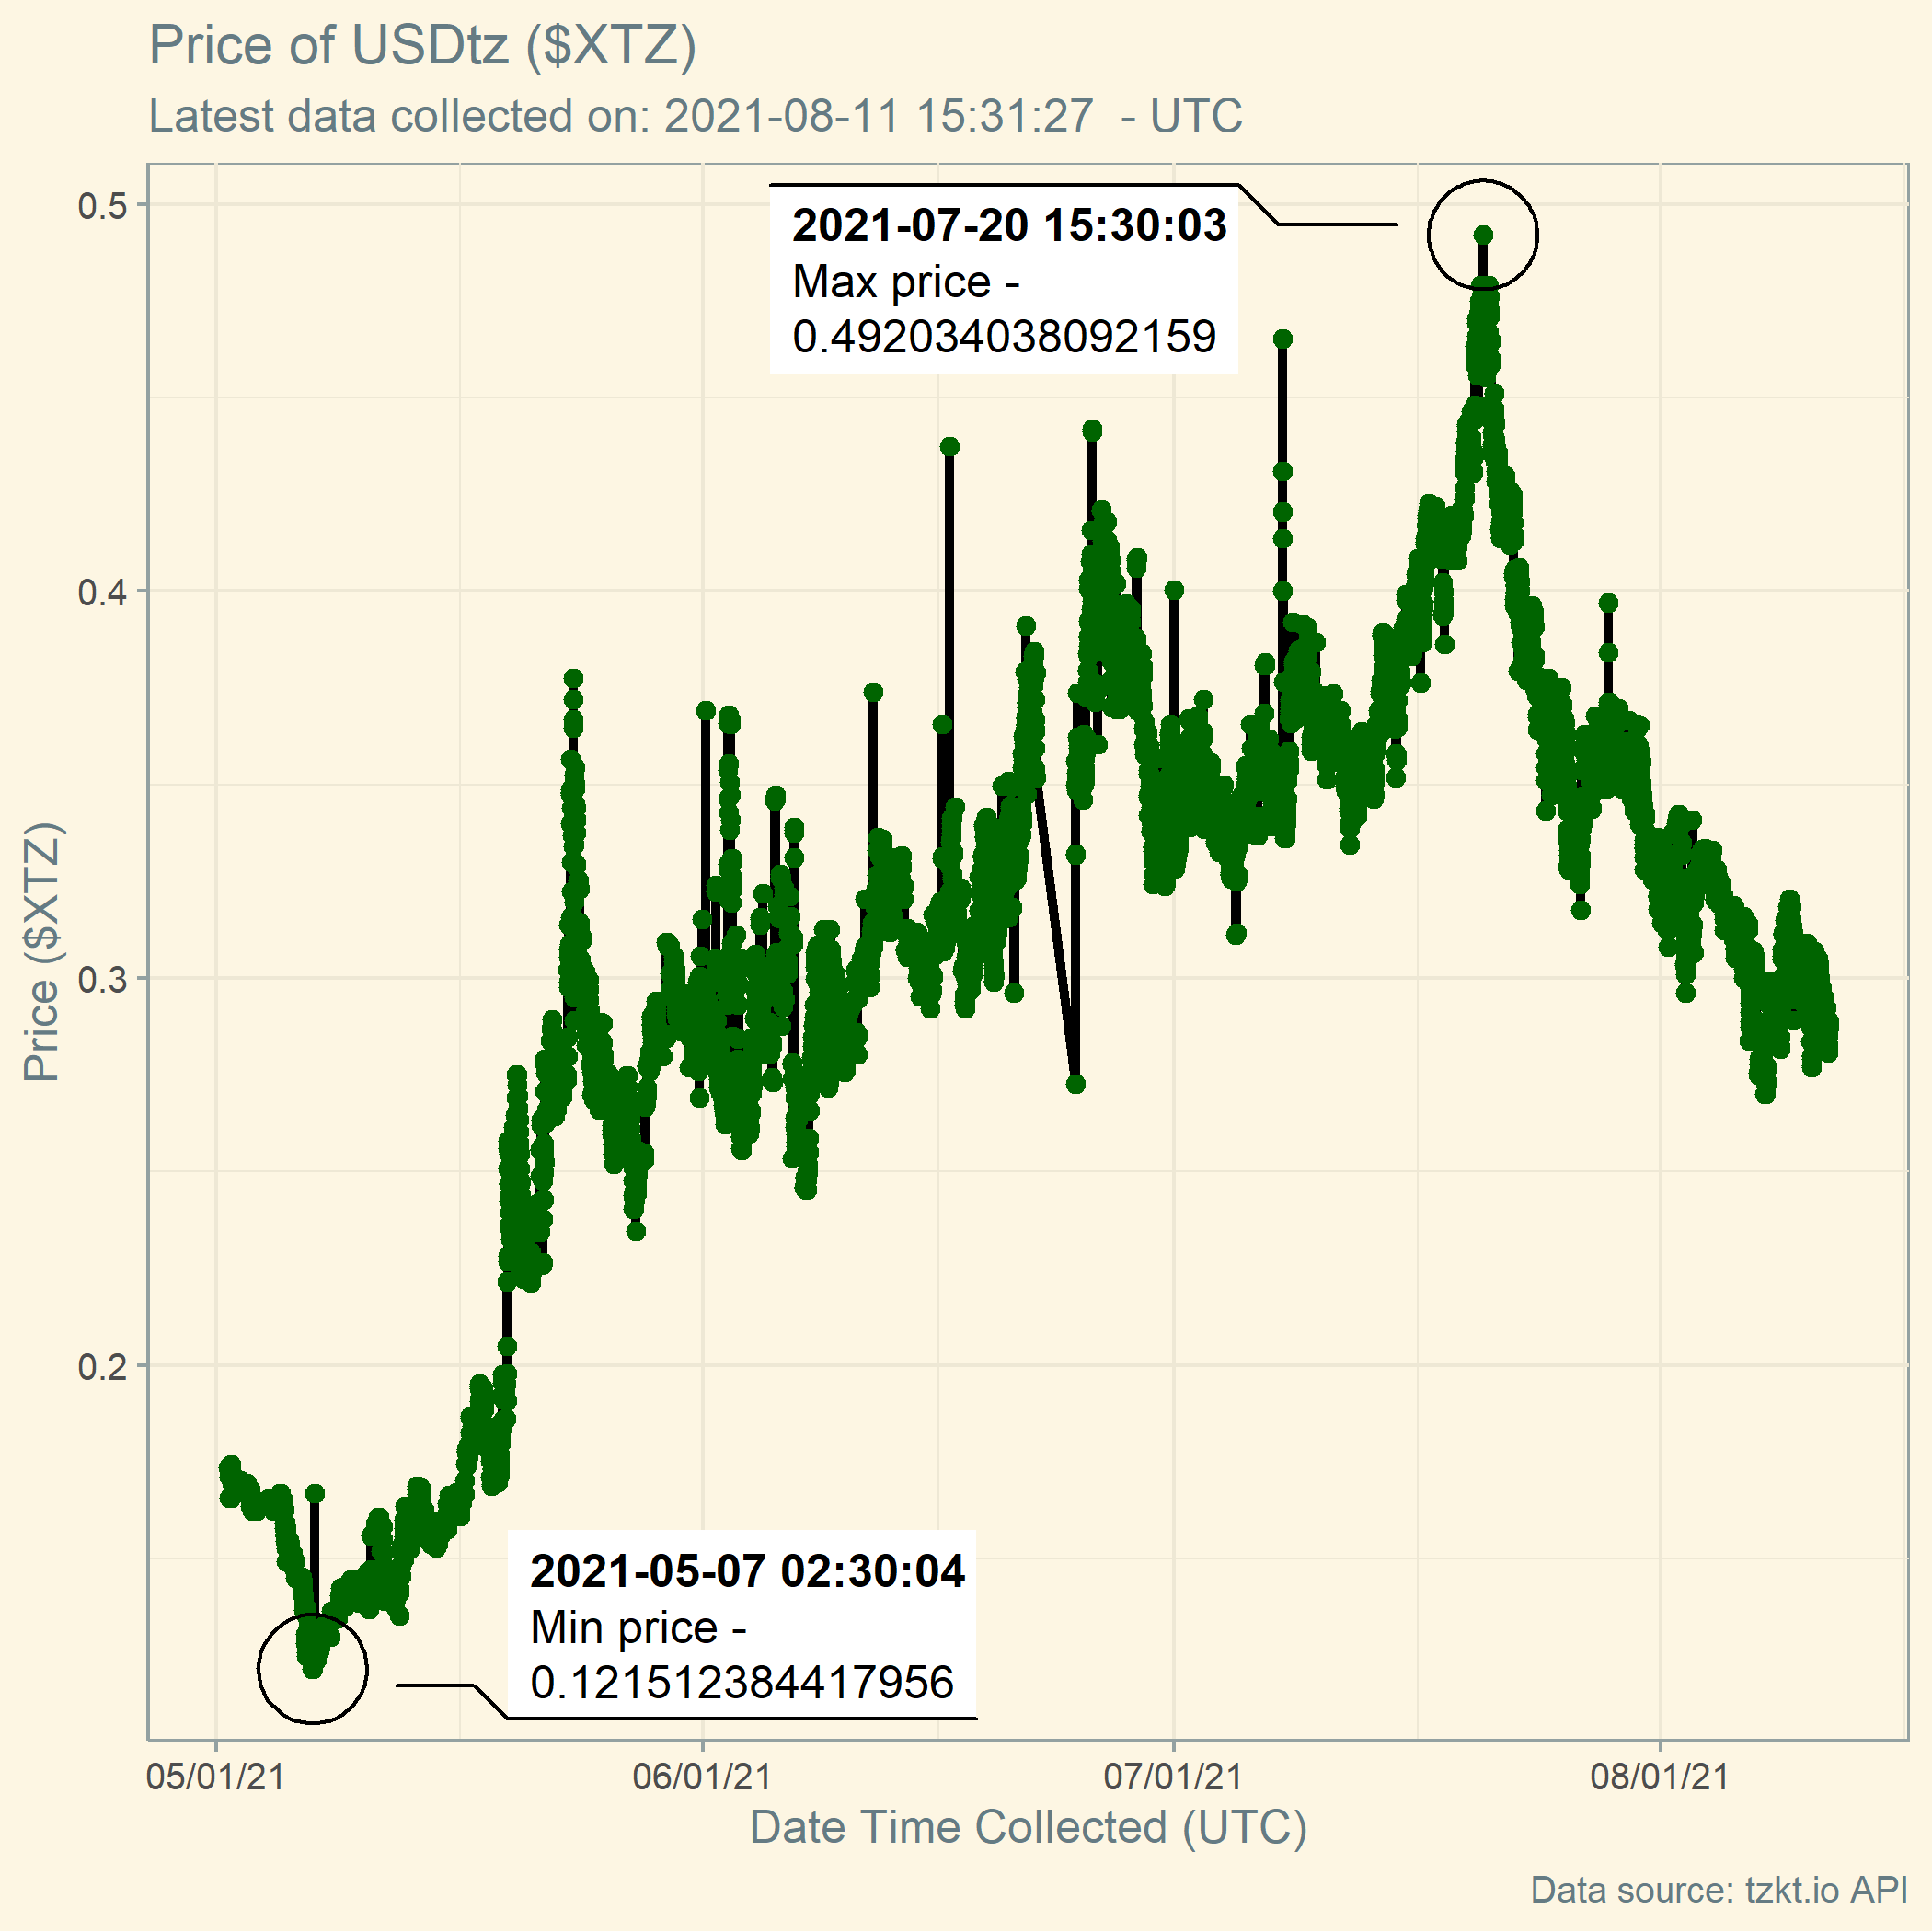 Price of USDtz ($XTZ)
Latest data collected on: 2021-08-11 15:31:27  - UTC
0.5
0.4
0.3
0.2
Price ($XTZ)
2021-07-20 15:30:03
Max price -
0.492034038092159
2021-05-07 02:30:04
Min price -
0.121512384417956
05/01/21
06/01/21
07/01/21
08/01/21
Date Time Collected (UTC)
Data source: tzkt.io API